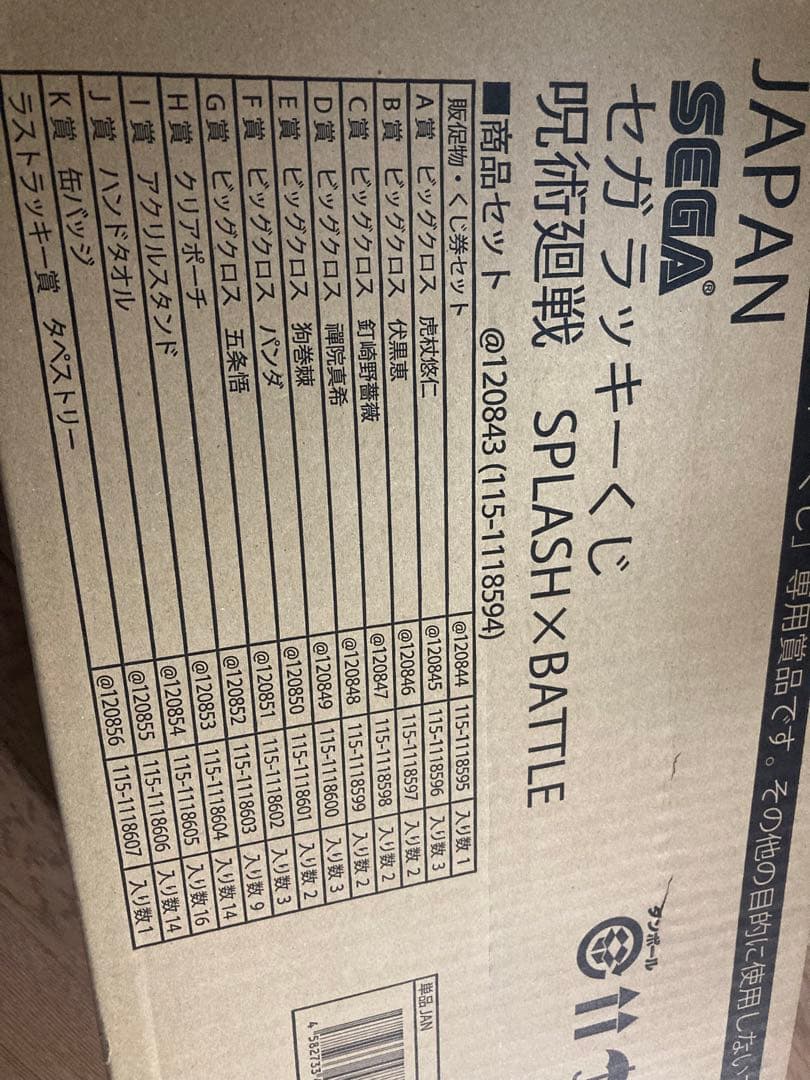 くじ」専用賞品です。その他の目的に使用しない
JAPAN
SEGA®
セガ ラッキーくじ
呪術廻戦 SPLASH×BATTLE
■商品セット @120843 (115-1118594)
販促物・くじ券セット @120844 115-1118595 入り数 1
A賞 ビッグクロス 虎杖悠仁 @120845 115-1118596 入り数 3
B賞 ビッグクロス 伏黒恵 @120846 115-1118597 入り数 2
C賞 ビッグクロス 釘崎野薔薇 @120847 115-1118598 入り数 2
D賞 ビッグクロス 禪院真希 @120848 115-1118599 入り数 2
E賞 ビッグクロス 狗巻棘 @120849 115-1118600 入り数 3
F賞 ビッグクロス パンダ @120850 115-1118601 入り数 2
G賞 ビッグクロス 五条悟 @120851 115-1118602 入り数 3
H賞 クリアポーチ @120852 115-1118603 入り数 9
I賞 アクリルスタンド @120853 115-1118604 入り数 14
J賞 ハンドタオル @120854 115-1118605 入り数 16
K賞 缶バッジ @120855 115-1118606 入り数 14
ラストラッキー賞 タペストリー @120856 115-1118607 入り数 1
ダンボール
単品 JAN
4 582733